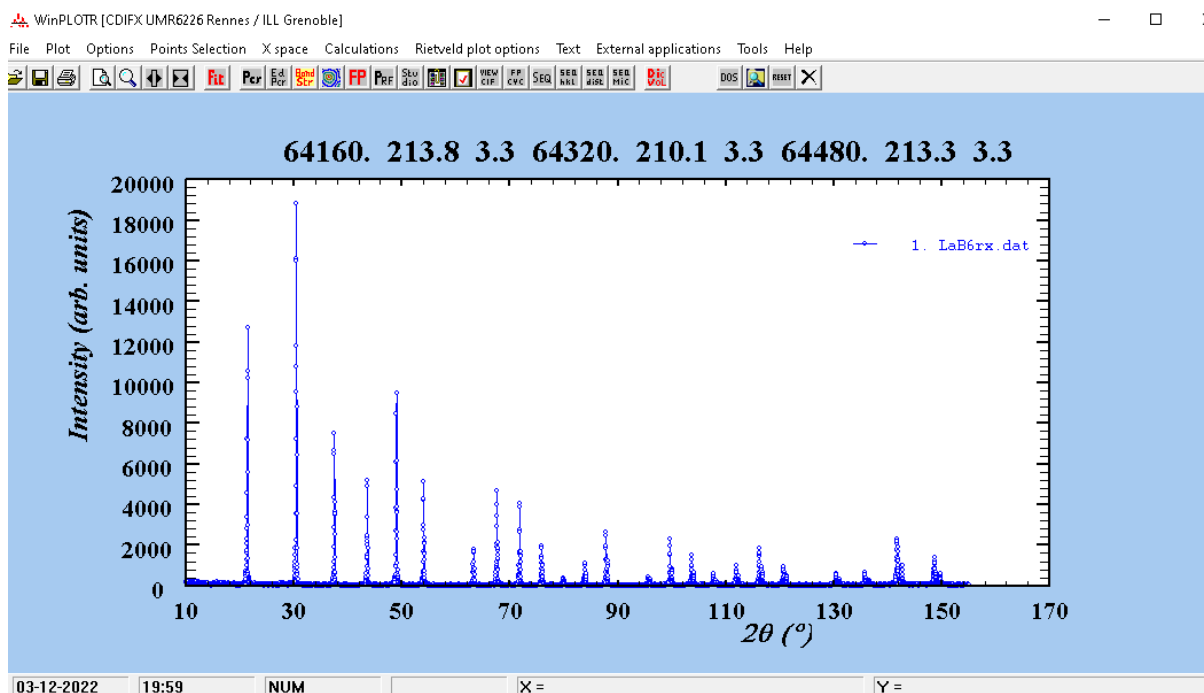 WinPLOTR [CDIFX UMR6226 Rennes / ILL Grenoble]
File Plot Options Points Selection X space Calculations Rietveld plot options Text External applications Tools Help
Fit Pcr Ed Pcr Bond Str FP PRF Stu dio VIEW CIF FP CYC SEQ SEQ hkl SEQ dist SEQ Mic Dic Vol DOS RESET
64160. 213.8 3.3 64320. 210.1 3.3 64480. 213.3 3.3
20000
18000
16000
14000
12000
10000
8000
6000
4000
2000
0
Intensity (arb. units)
1. LaB6rx.dat
10 30 50 70 90 110 130 150 170
2θ (°)
03-12-2022 19:59 NUM X = Y =